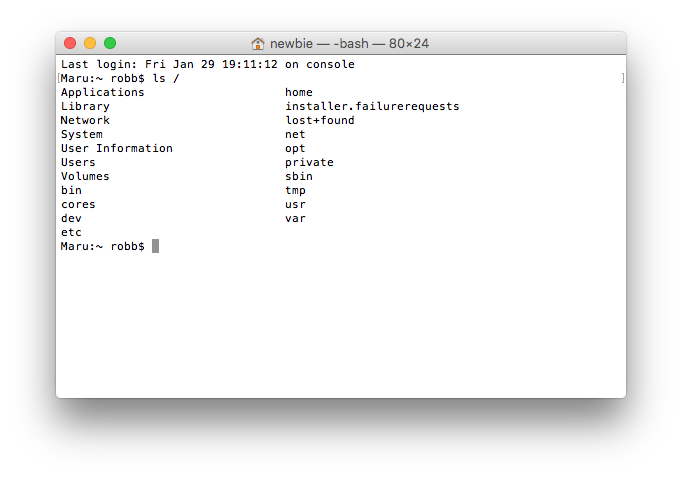 newbie — -bash — 80×24
Last login: Fri Jan 29 19:11:12 on console
[Maru:~ robb$ ls / ]
Applications home
Library installer.failurerequests
Network lost+found
System net
User Information opt
Users private
Volumes sbin
bin tmp
cores usr
dev var
etc
Maru:~ robb$